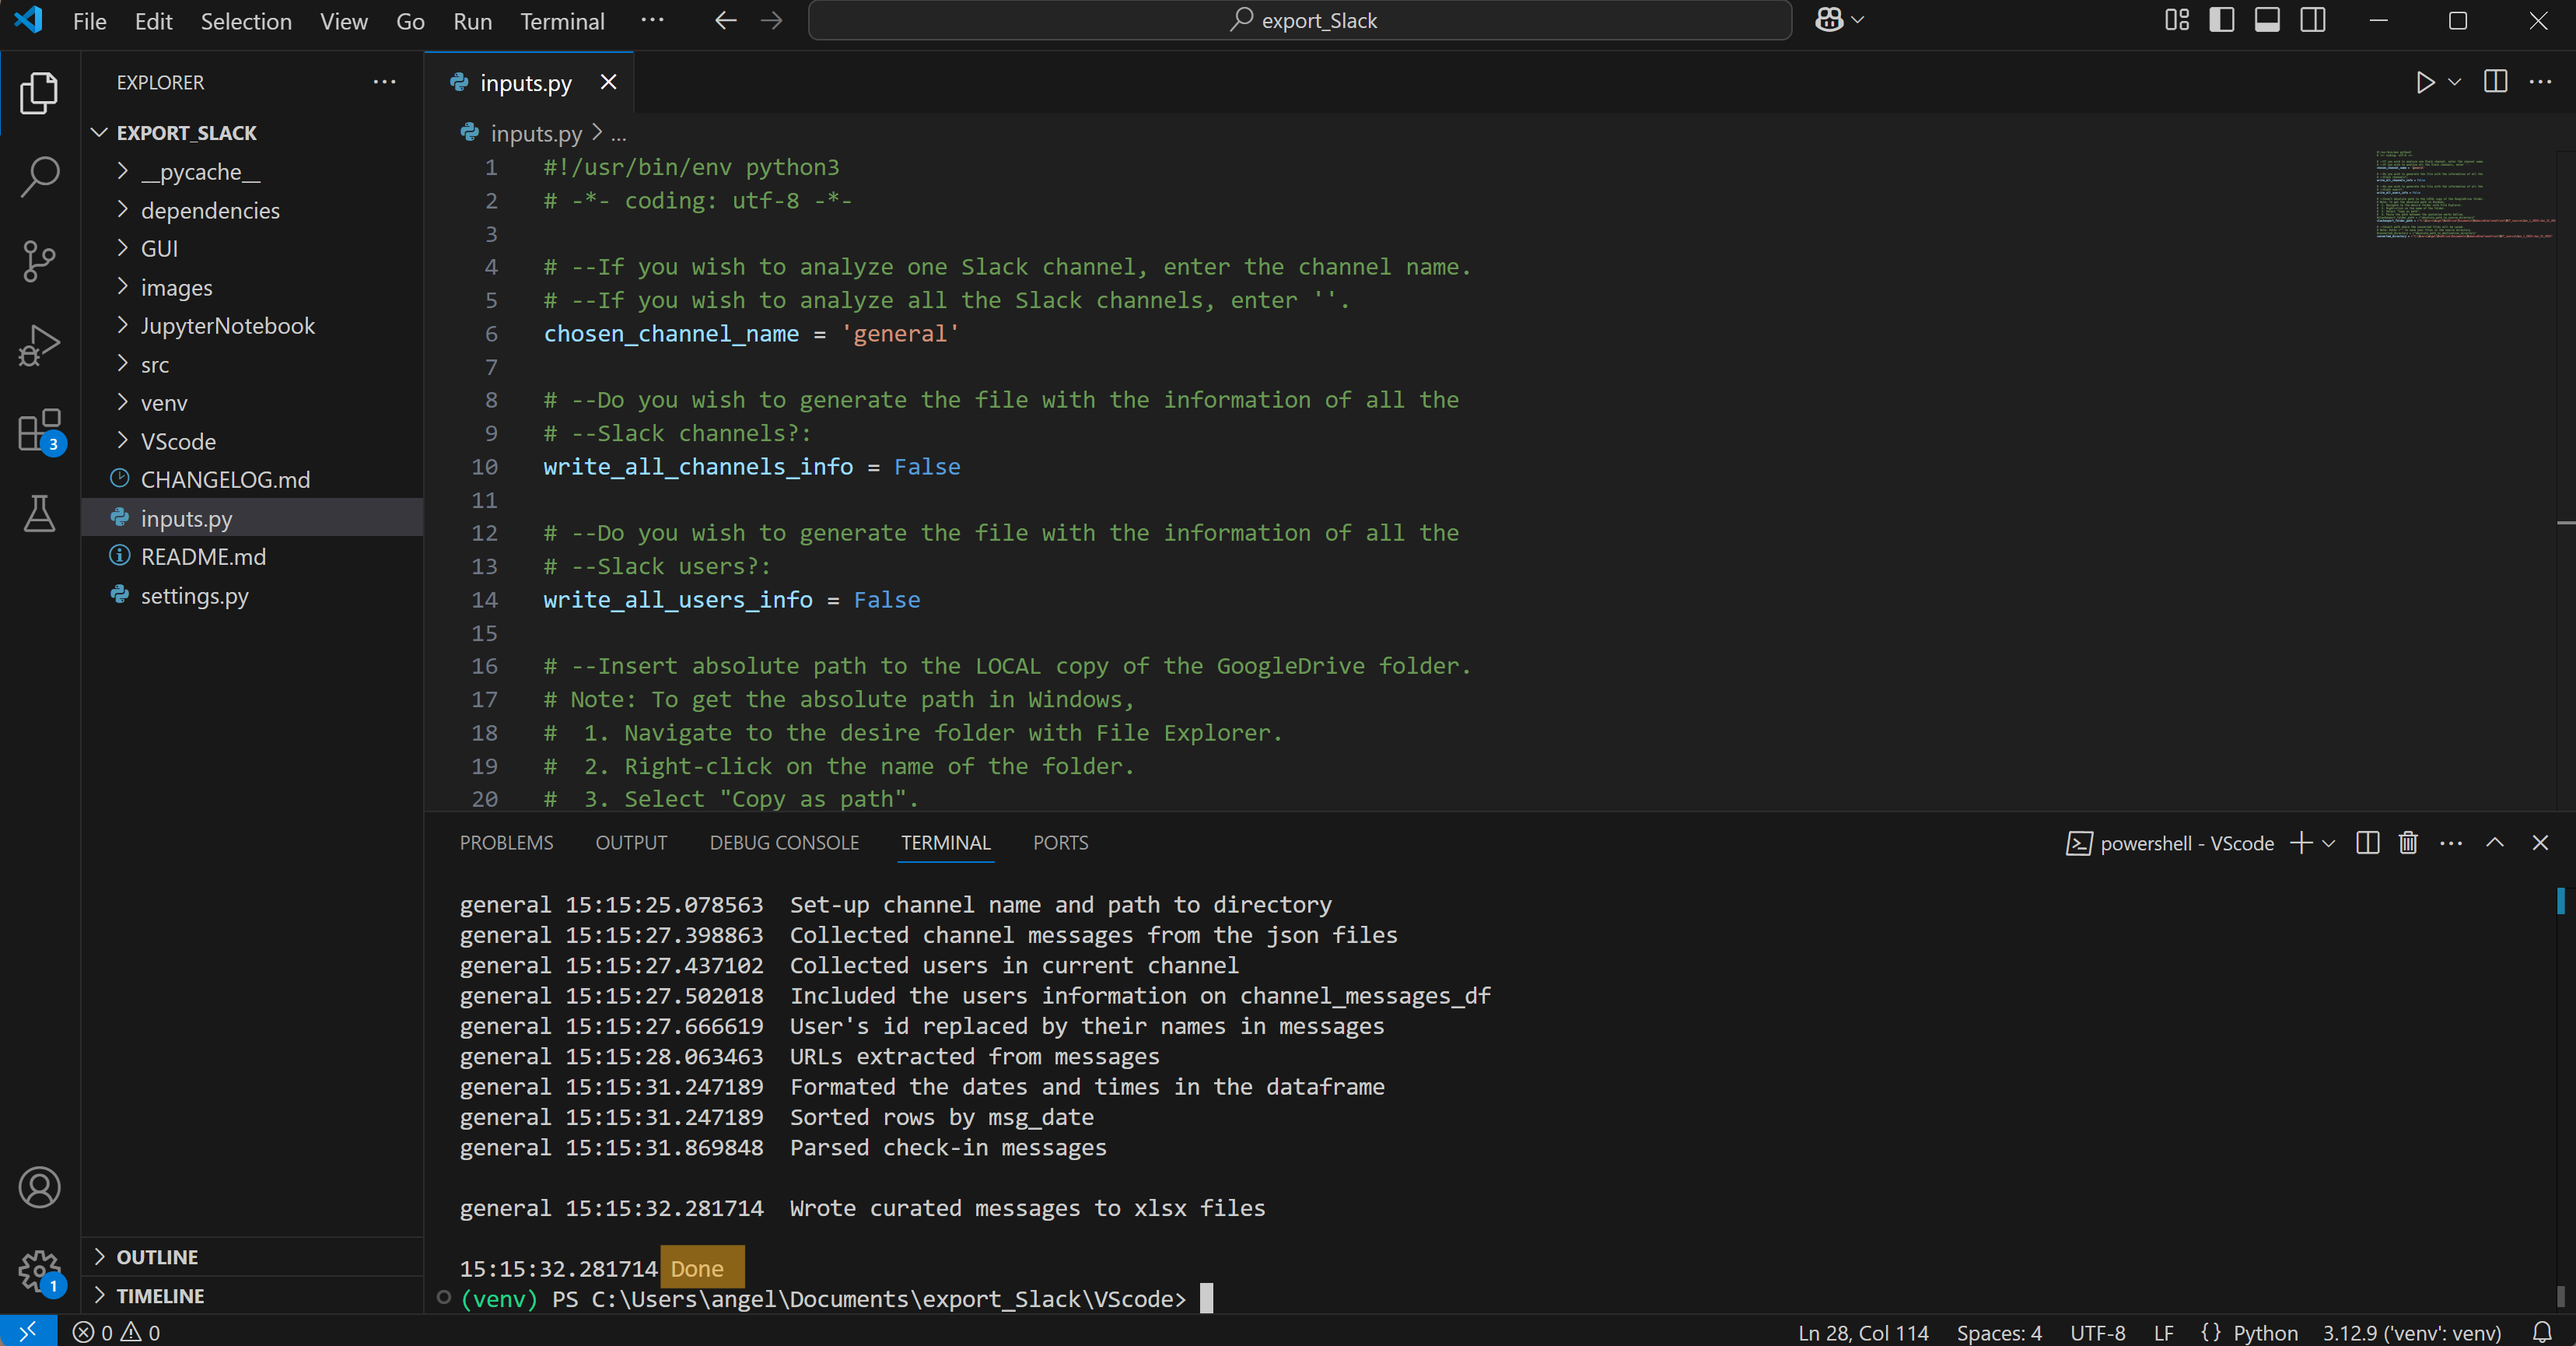 File Edit Selection View Go Run Terminal ··· export_Slack
EXPLORER ···
EXPORT_SLACK
__pycache__
dependencies
GUI
images
JupyterNotebook
src
venv
VScode
CHANGELOG.md
inputs.py
README.md
settings.py
OUTLINE
TIMELINE
3
1
inputs.py
inputs.py > ...
1 #!/usr/bin/env python3
2 # -*- coding: utf-8 -*-
3
4 # --If you wish to analyze one Slack channel, enter the channel name.
5 # --If you wish to analyze all the Slack channels, enter ''.
6 chosen_channel_name = 'general'
7
8 # --Do you wish to generate the file with the information of all the
9 # --Slack channels?:
10 write_all_channels_info = False
11
12 # --Do you wish to generate the file with the information of all the
13 # --Slack users?:
14 write_all_users_info = False
15
16 # --Insert absolute path to the LOCAL copy of the GoogleDrive folder.
17 # Note: To get the absolute path in Windows,
18 #  1. Navigate to the desire folder with File Explorer.
19 #  2. Right-click on the name of the folder.
20 #  3. Select "Copy as path".
PROBLEMS OUTPUT DEBUG CONSOLE TERMINAL PORTS powershell - VScode
general 15:15:25.078563  Set-up channel name and path to directory
general 15:15:27.398863  Collected channel messages from the json files
general 15:15:27.437102  Collected users in current channel
general 15:15:27.502018  Included the users information on channel_messages_df
general 15:15:27.666619  User's id replaced by their names in messages
general 15:15:28.063463  URLs extracted from messages
general 15:15:31.247189  Formated the dates and times in the dataframe
general 15:15:31.247189  Sorted rows by msg_date
general 15:15:31.869848  Parsed check-in messages
general 15:15:32.281714  Wrote curated messages to xlsx files
15:15:32.281714 Done
(venv) PS C:\Users\angel\Documents\export_Slack\VScode>
0 0 Ln 28, Col 114 Spaces: 4 UTF-8 LF {} Python 3.12.9 ('venv': venv)